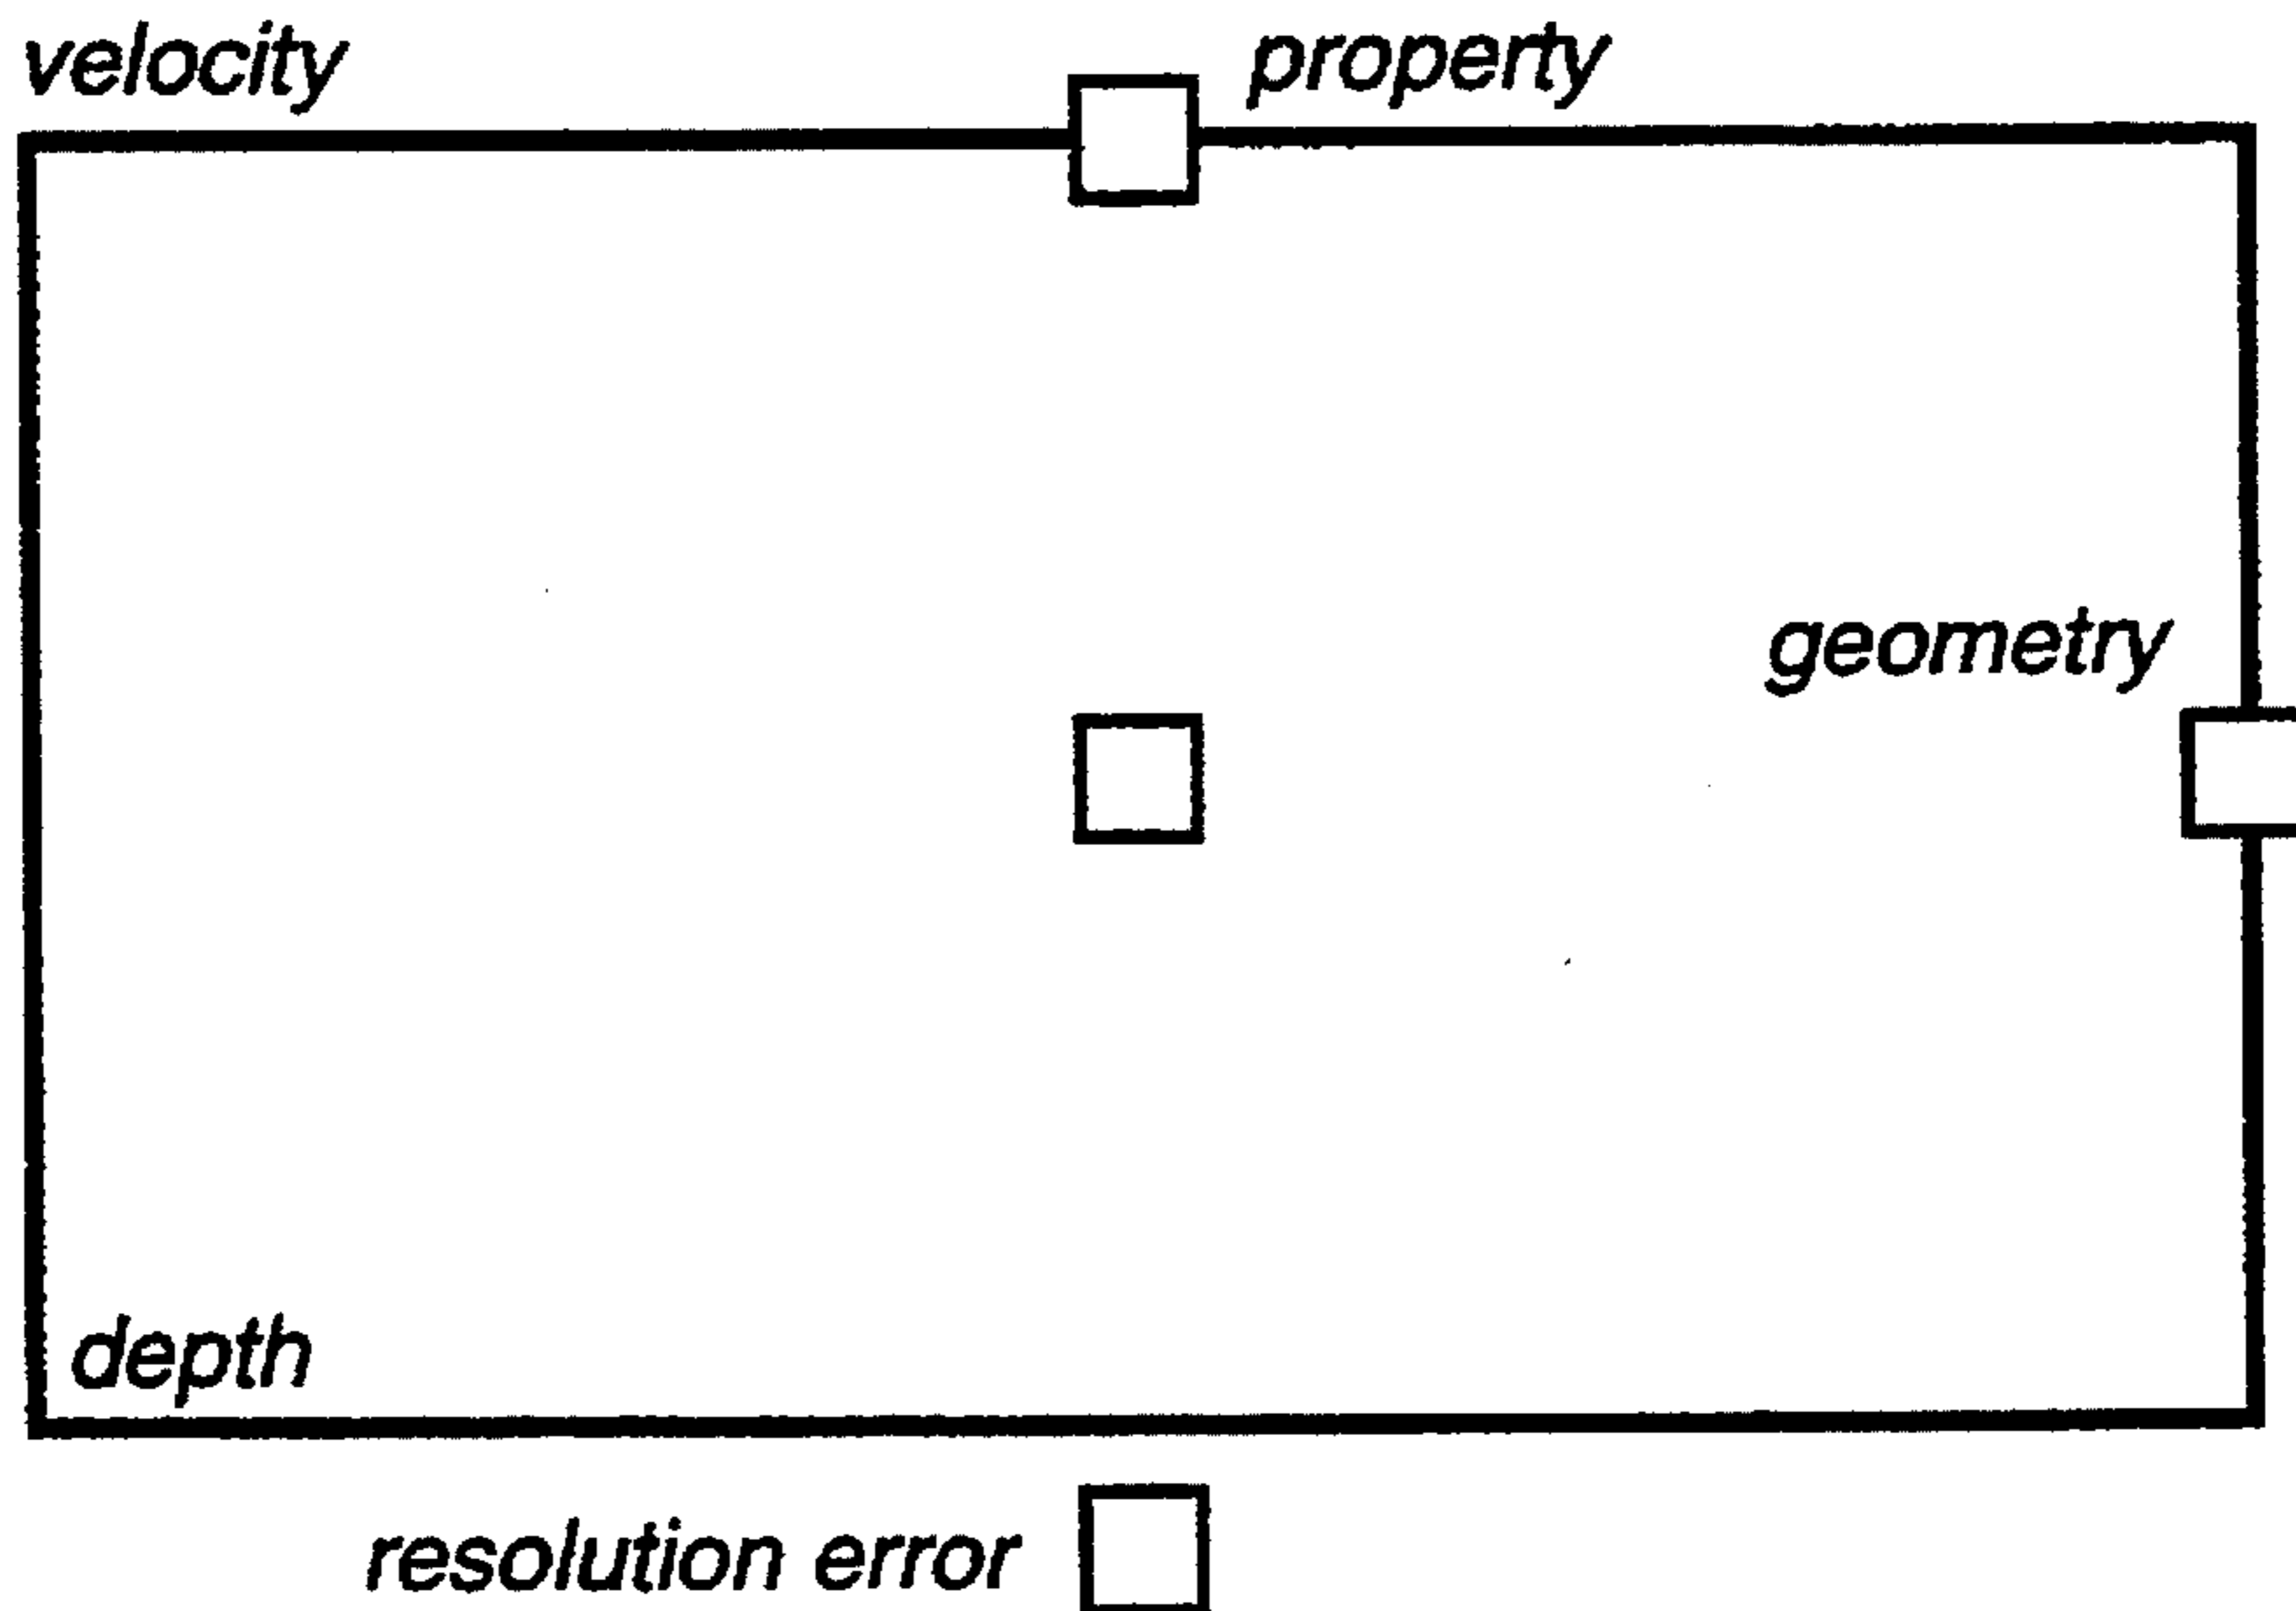 velocity
property
geometry
depth
resolution error